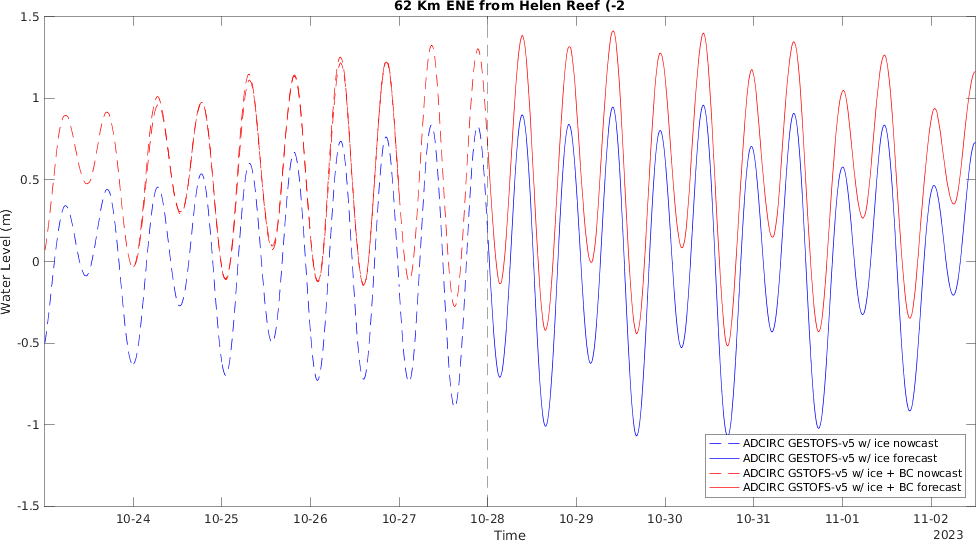 62 Km ENE from Helen Reef (-2
1.5
1
0.5
0
-0.5
-1
-1.5
Water Level (m)
10-24
10-25
10-26
10-27
10-28
10-29
10-30
10-31
11-01
11-02
2023
Time
ADCIRC GESTOFS-v5 w/ ice nowcast
ADCIRC GESTOFS-v5 w/ ice forecast
ADCIRC GSTOFS-v5 w/ ice + BC nowcast
ADCIRC GSTOFS-v5 w/ ice + BC forecast